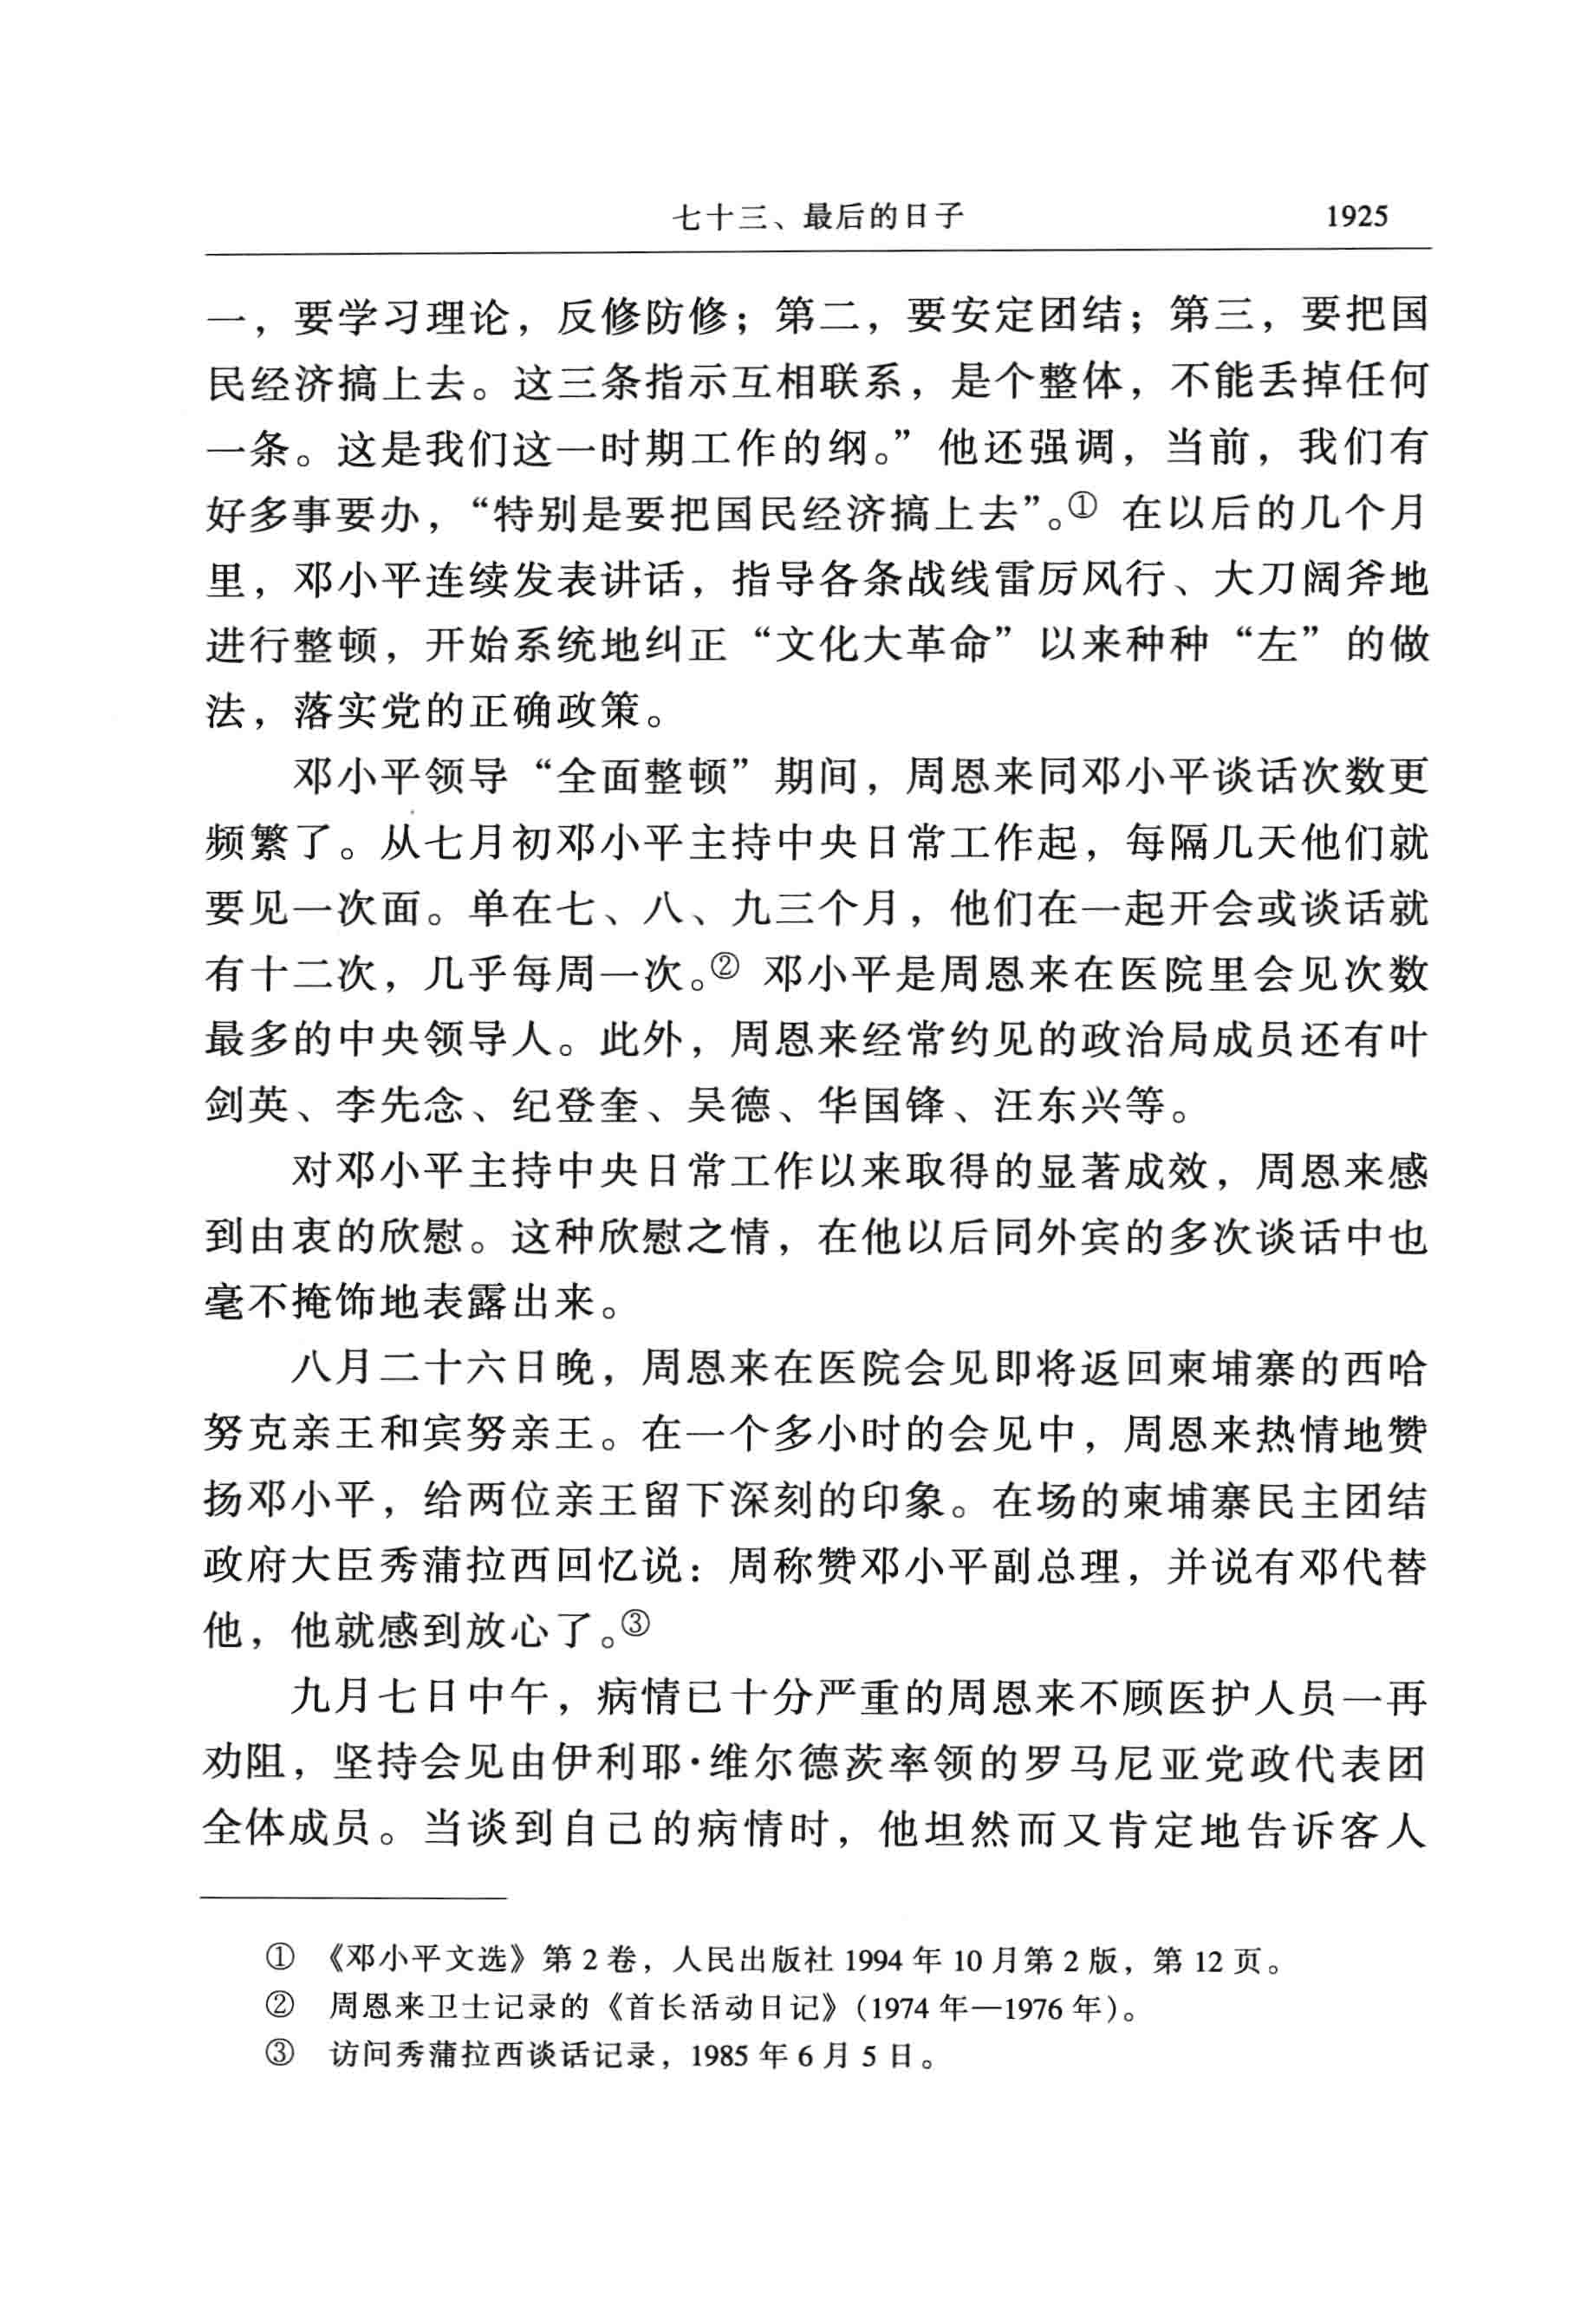 七十三、最后的日子 1925
一，要学习理论，反修防修；第二，要安定团结；第三，要把国
民经济搞上去。这三条指示互相联系，是个整体，不能丢掉任何
一条。这是我们这一时期工作的纲。”他还强调，当前，我们有
好多事要办，“特别是要把国民经济搞上去”。① 在以后的几个月
里，邓小平连续发表讲话，指导各条战线雷厉风行、大刀阔斧地
进行整顿，开始系统地纠正“文化大革命”以来种种“左”的做
法，落实党的正确政策。
邓小平领导“全面整顿”期间，周恩来同邓小平谈话次数更
频繁了。从七月初邓小平主持中央日常工作起，每隔几天他们就
要见一次面。单在七、八、九三个月，他们在一起开会或谈话就
有十二次，几乎每周一次。② 邓小平是周恩来在医院里会见次数
最多的中央领导人。此外，周恩来经常约见的政治局成员还有叶
剑英、李先念、纪登奎、吴德、华国锋、汪东兴等。
对邓小平主持中央日常工作以来取得的显著成效，周恩来感
到由衷的欣慰。这种欣慰之情，在他以后同外宾的多次谈话中也
毫不掩饰地表露出来。
八月二十六日晚，周恩来在医院会见即将返回柬埔寨的西哈
努克亲王和宾努亲王。在一个多小时的会见中，周恩来热情地赞
扬邓小平，给两位亲王留下深刻的印象。在场的柬埔寨民主团结
政府大臣秀蒲拉西回忆说：周称赞邓小平副总理，并说有邓代替
他，他就感到放心了。③
九月七日中午，病情已十分严重的周恩来不顾医护人员一再
劝阻，坚持会见由伊利耶·维尔德茨率领的罗马尼亚党政代表团
全体成员。当谈到自己的病情时，他坦然而又肯定地告诉客人
① 《邓小平文选》第 2 卷，人民出版社 1994 年 10 月第 2 版，第 12 页。
② 周恩来卫士记录的《首长活动日记》（1974 年—1976 年）。
③ 访问秀蒲拉西谈话记录，1985 年 6 月 5 日。